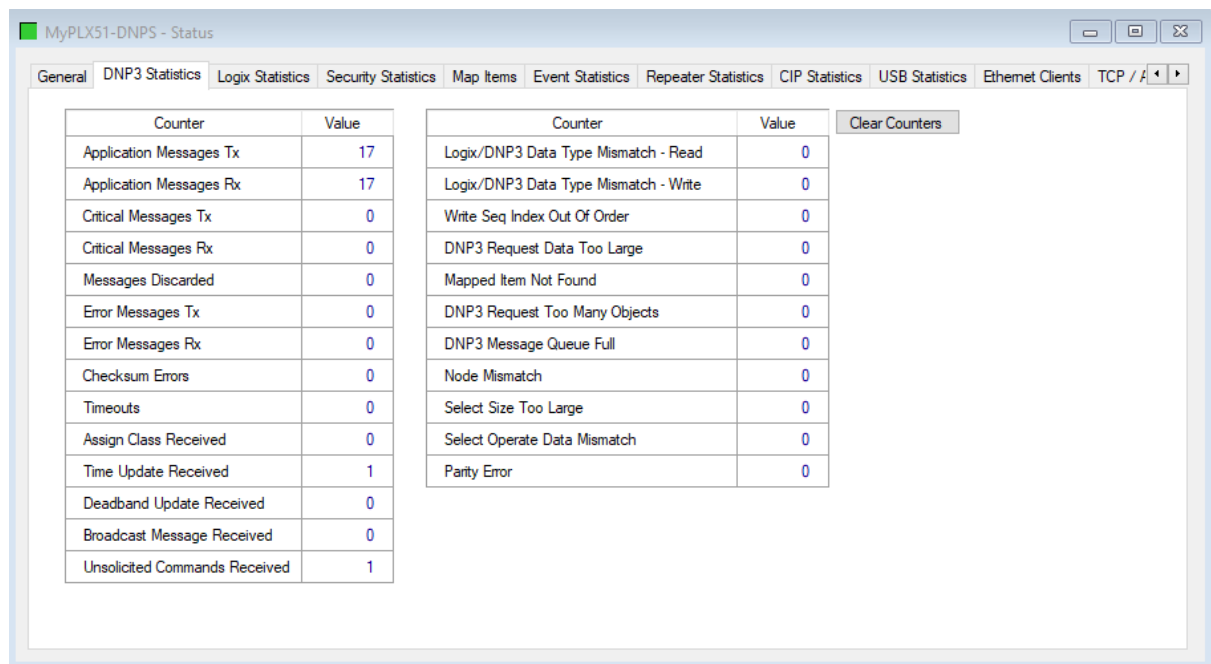 MyPLX51-DNPS - Status
General DNP3 Statistics Logix Statistics Security Statistics Map Items Event Statistics Repeater Statistics CIP Statistics USB Statistics Ethernet Clients TCP /
Counter Value
Application Messages Tx 17
Application Messages Rx 17
Critical Messages Tx 0
Critical Messages Rx 0
Messages Discarded 0
Error Messages Tx 0
Error Messages Rx 0
Checksum Errors 0
Timeouts 0
Assign Class Received 0
Time Update Received 1
Deadband Update Received 0
Broadcast Message Received 0
Unsolicited Commands Received 1
Counter Value
Logix/DNP3 Data Type Mismatch - Read 0
Logix/DNP3 Data Type Mismatch - Write 0
Write Seq Index Out Of Order 0
DNP3 Request Data Too Large 0
Mapped Item Not Found 0
DNP3 Request Too Many Objects 0
DNP3 Message Queue Full 0
Node Mismatch 0
Select Size Too Large 0
Select Operate Data Mismatch 0
Parity Error 0
Clear Counters